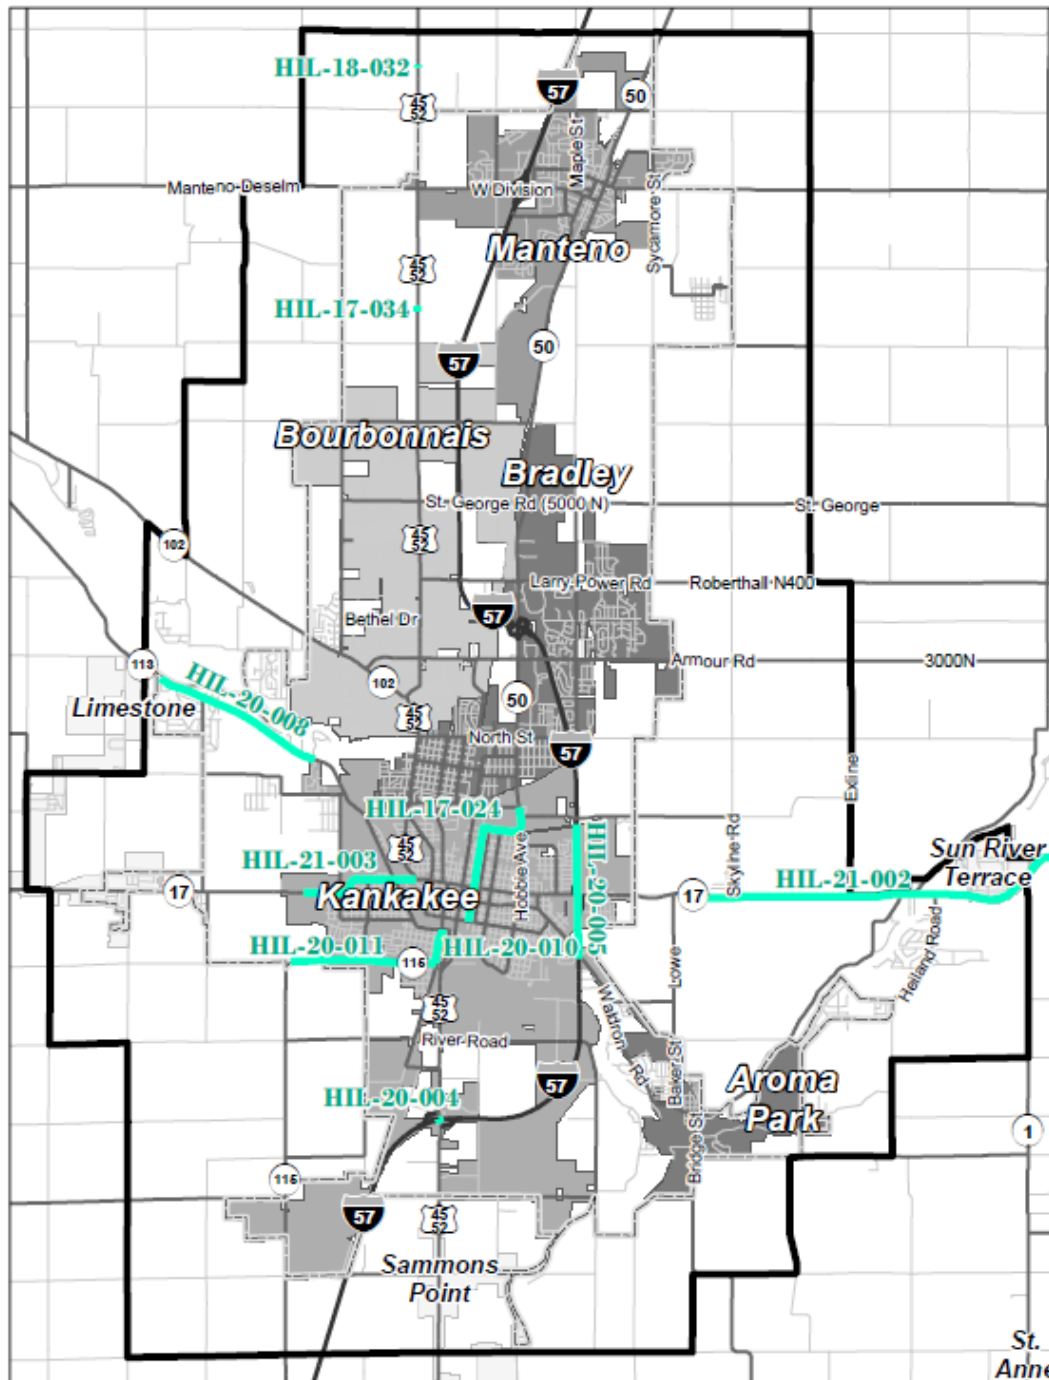 HIL-18-032
57
50
45
52
Maple St
Manteno-Deselm
W Division
Sycamore St
Manteno
45
52
HIL-17-034
50
57
Bourbonnais
Bradley
St. George Rd (5000 N)
St. George
45
52
102
Larry Power Rd
Roberthall N400
57
Bethel Dr
113
Armour Rd
3000N
102
50
HIL-20-008
Limestone
45
52
North St
57
Exline
HIL-17-024
Hobbie Ave
HIL-20-005
45
52
Skyline Rd
Sun River
Terrace
HIL-21-003
17
Kankakee
17
HIL-21-002
HIL-20-011
115
HIL-20-010
Lowe
Heiland Road
45
52
Waldron Rd
River Road
Baker St
57
Aroma
Park
HIL-20-004
Bridge St
1
115
57
45
52
Sammons
Point
St.
Anne